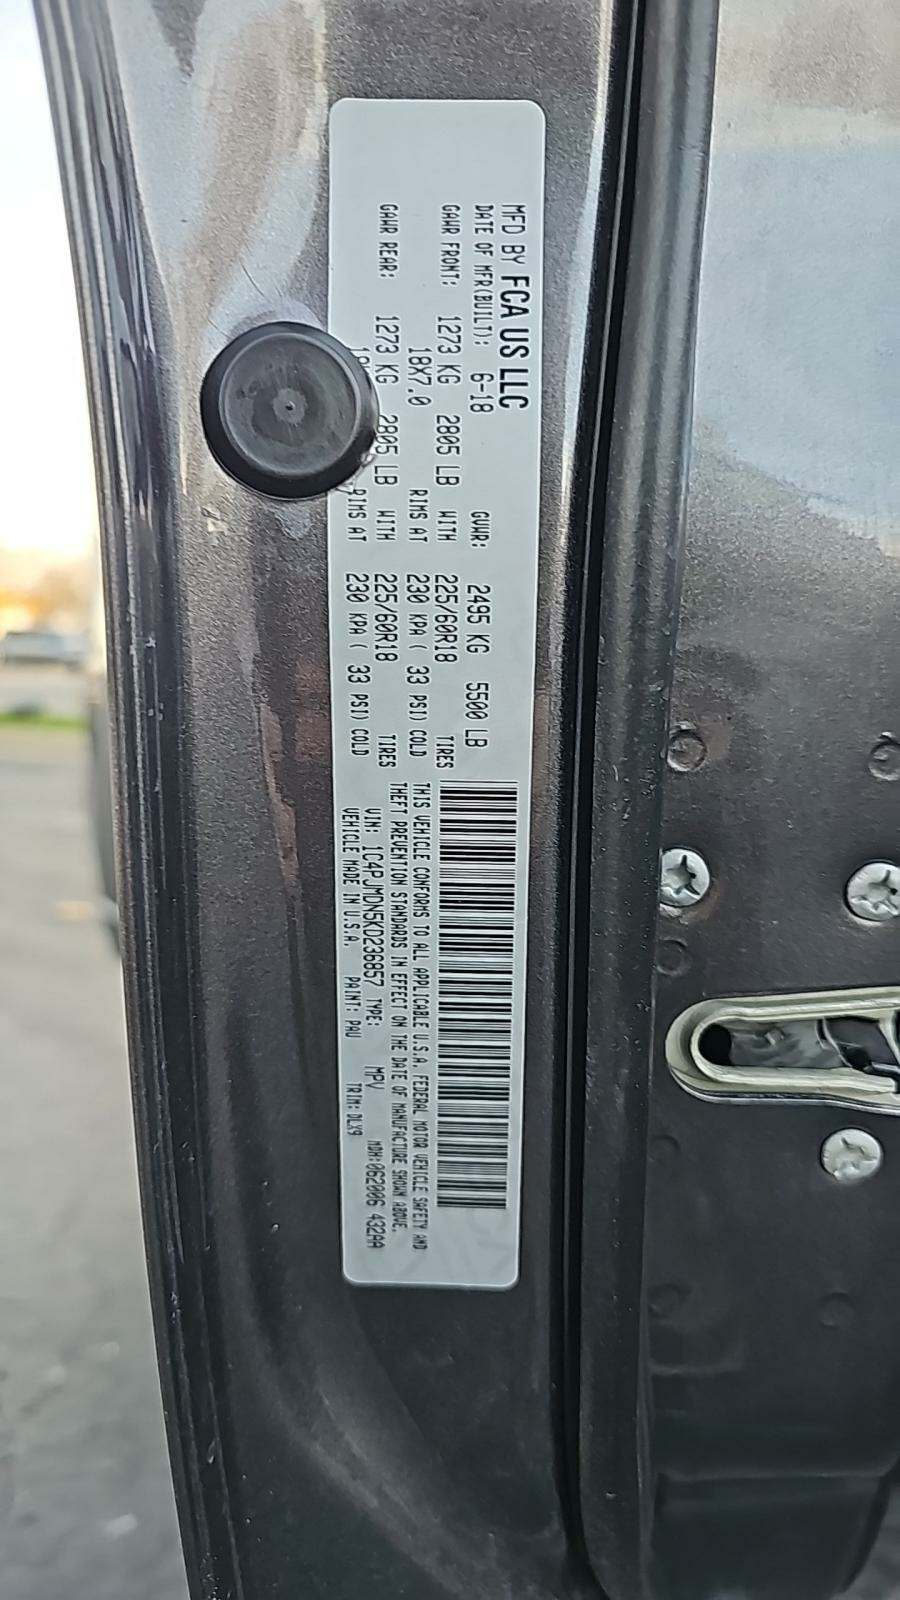 MFD BY FCA US LLC
DATE OF MFR(BUILT): 6-18 GVWR: 2495 KG 5500 LB
GAWR FRONT: 1273 KG 2805 LB WITH 225/60R18 TIRES
18X7.0 RIMS AT 230 KPA ( 33 PSI) COLD
GAWR REAR: 1273 KG 2805 LB WITH 225/60R18 TIRES
RIMS AT 230 KPA ( 33 PSI) COLD
THIS VEHICLE CONFORMS TO ALL APPLICABLE U.S.A. FEDERAL MOTOR VEHICLE SAFETY AND
THEFT PREVENTION STANDARDS IN EFFECT ON THE DATE OF MANUFACTURE SHOWN ABOVE.
VIN: 1C4PJMDN5KD236857 TYPE: MPV MDH:062006 432AA
VEHICLE MADE IN U.S.A. PAINT: PAU TRIM: DLX9